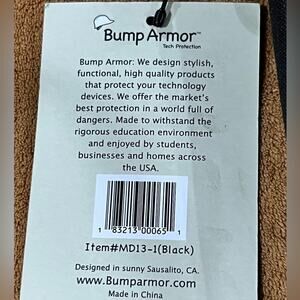 Bump Armor™
Tech Protection
Bump Armor: We design stylish,
functional, high quality products
that protect your technology
devices. We offer the market's
best protection in a world full of
dangers. Made to withstand the
rigorous education environment
and enjoyed by students,
businesses and homes across
the USA.
1 83213 00065 1
Item#MD13-1(Black)
Designed in sunny Sausalito, CA.
www.Bumparmor.com
Made in China